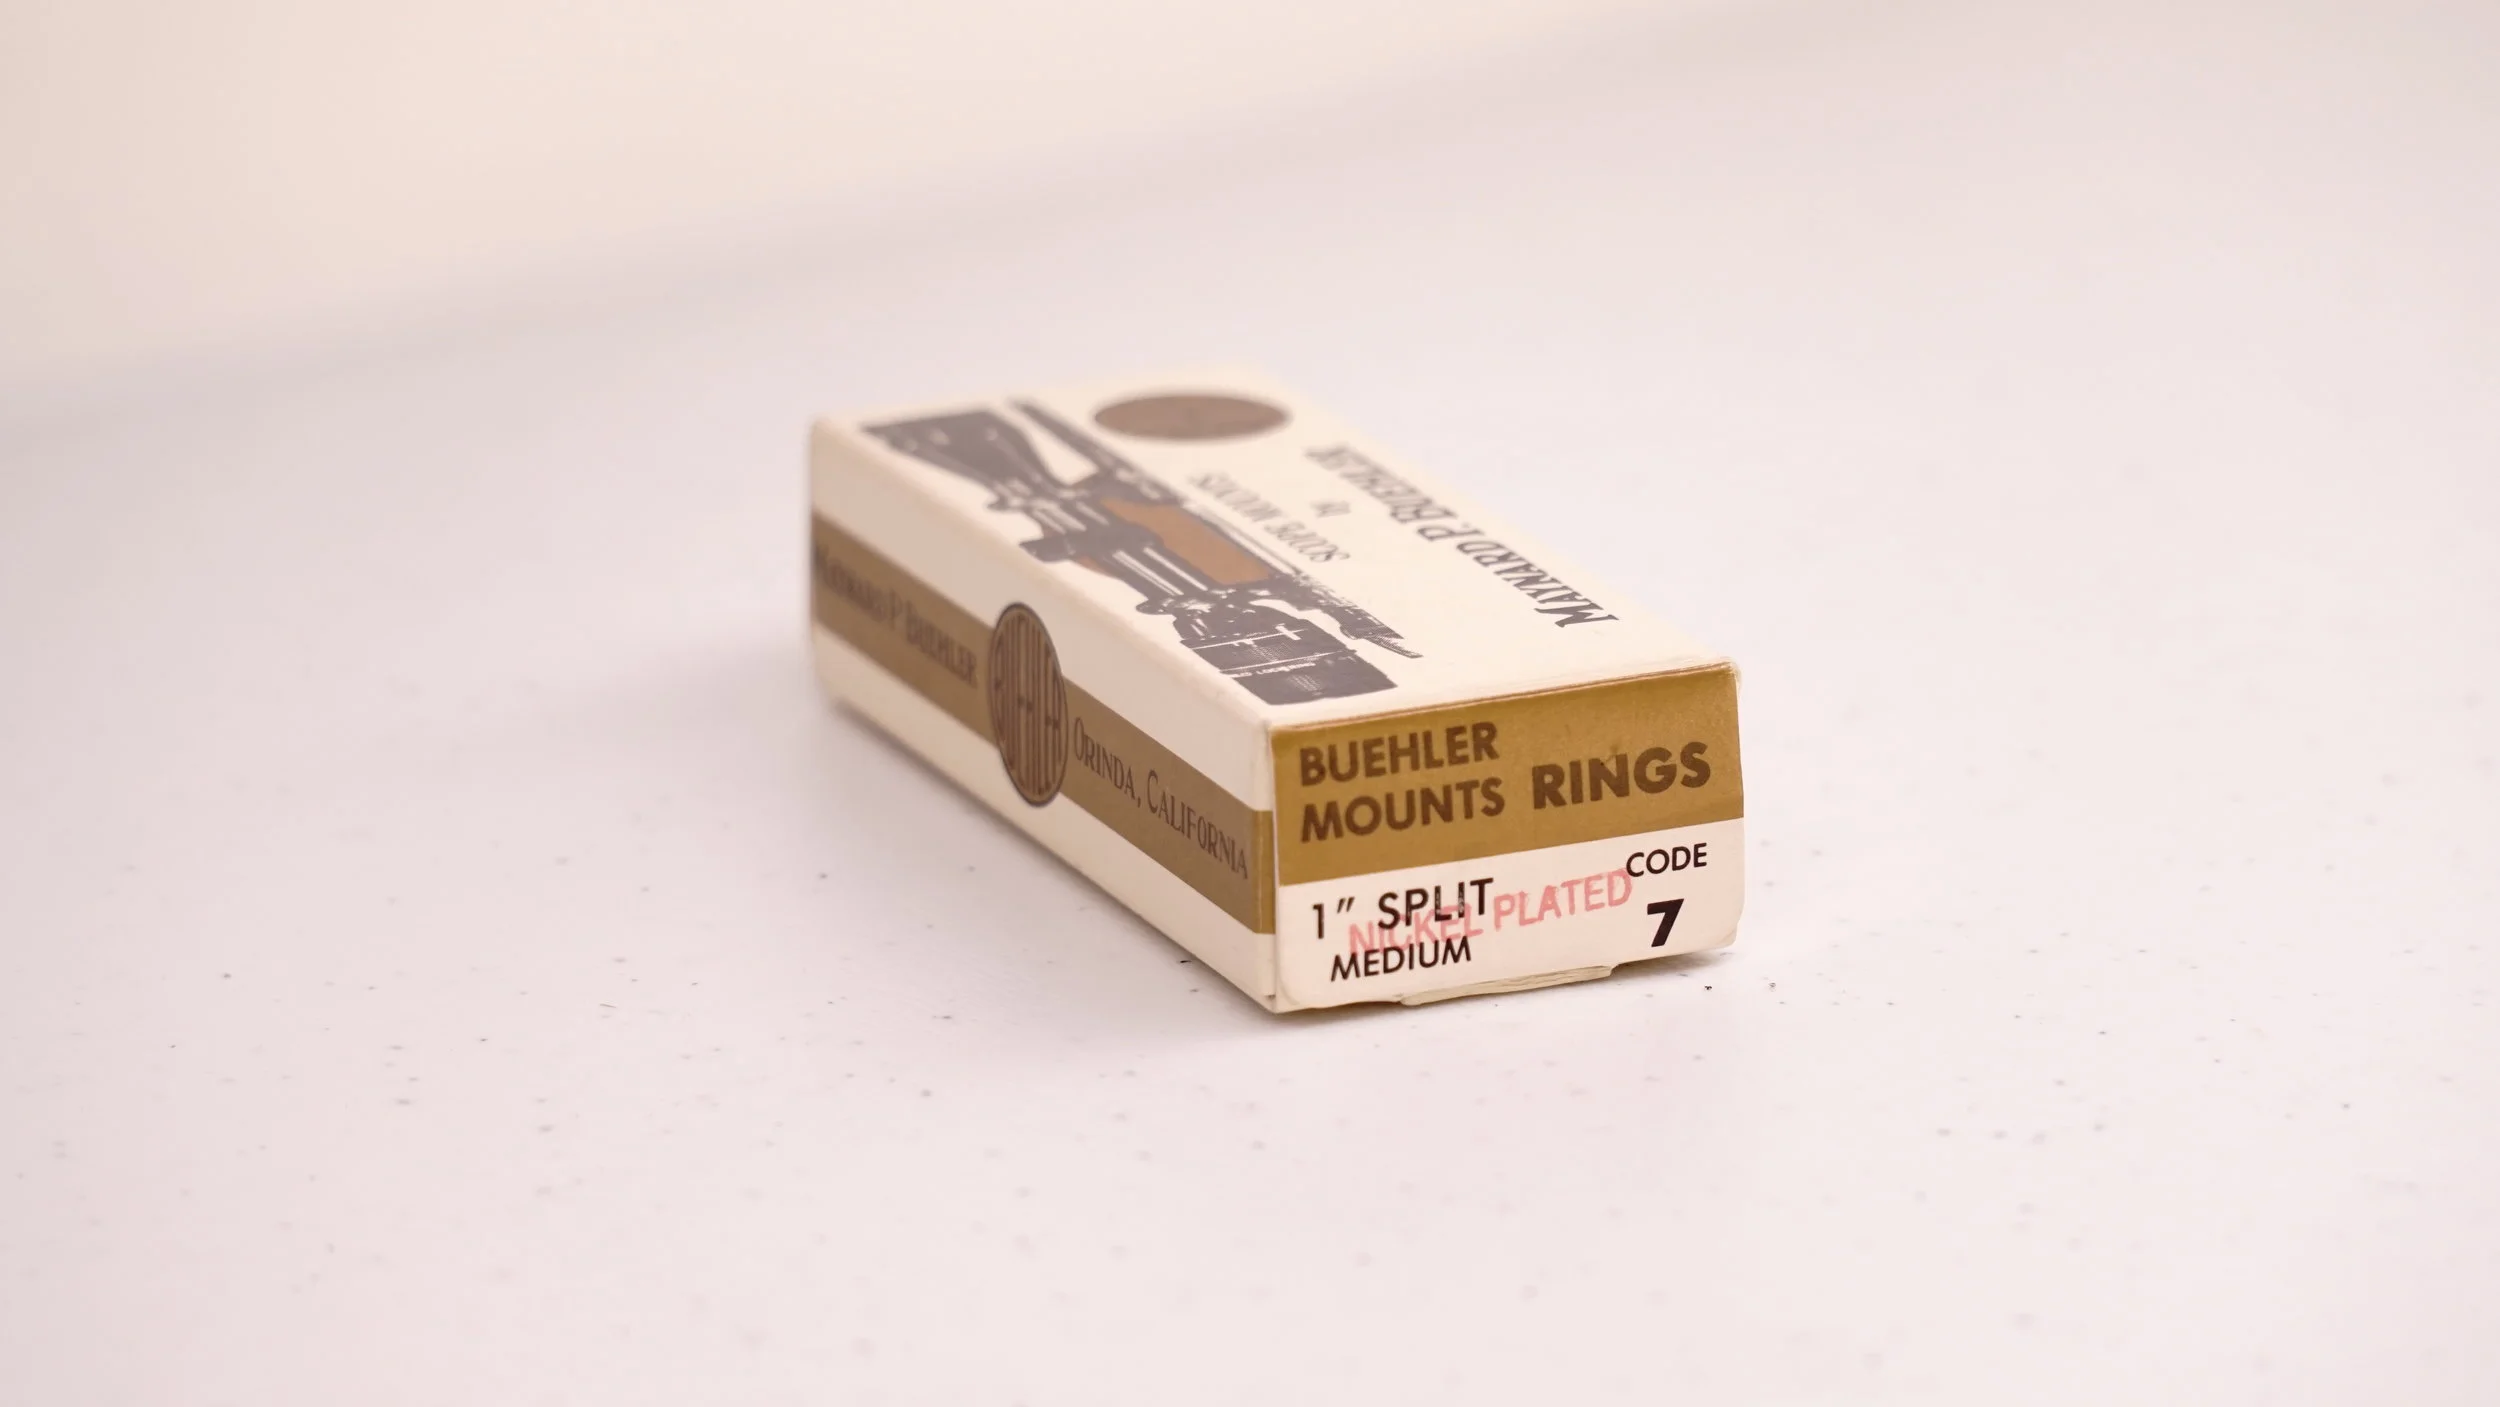 MAYNARD P. BUEHLER
by
SCOPE MOUNTS
MAYNARD P. BUEHLER
BUEHLER
ORINDA, CALIFORNIA
BUEHLER
MOUNTS RINGS
1" SPLIT
MEDIUM
NICKEL PLATED
CODE
7